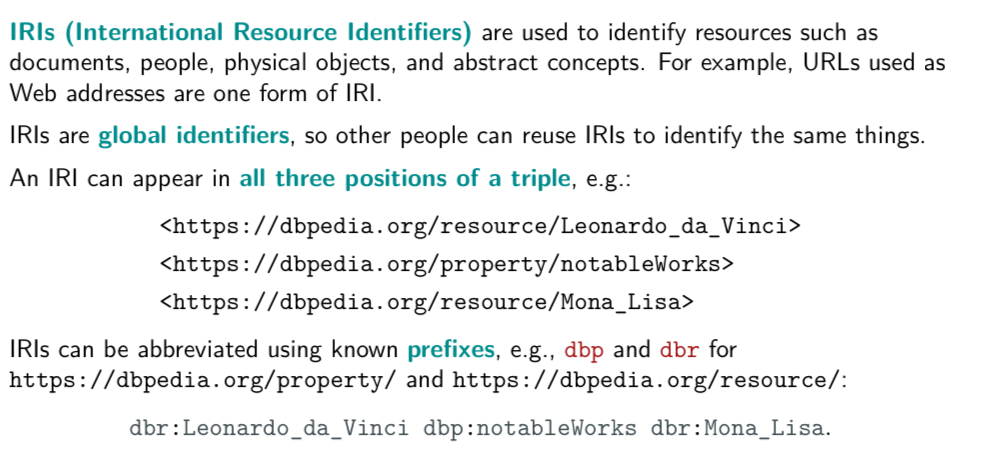 IRIs (International Resource Identifiers) are used to identify resources such as
documents, people, physical objects, and abstract concepts. For example, URLs used as
Web addresses are one form of IRI.
IRIs are global identifiers, so other people can reuse IRIs to identify the same things.
An IRI can appear in all three positions of a triple, e.g.:
<https://dbpedia.org/resource/Leonardo_da_Vinci>
<https://dbpedia.org/property/notableWorks>
<https://dbpedia.org/resource/Mona_Lisa>
IRIs can be abbreviated using known prefixes, e.g., dbp and dbr for
https://dbpedia.org/property/ and https://dbpedia.org/resource/:
dbr:Leonardo_da_Vinci dbp:notableWorks dbr:Mona_Lisa.